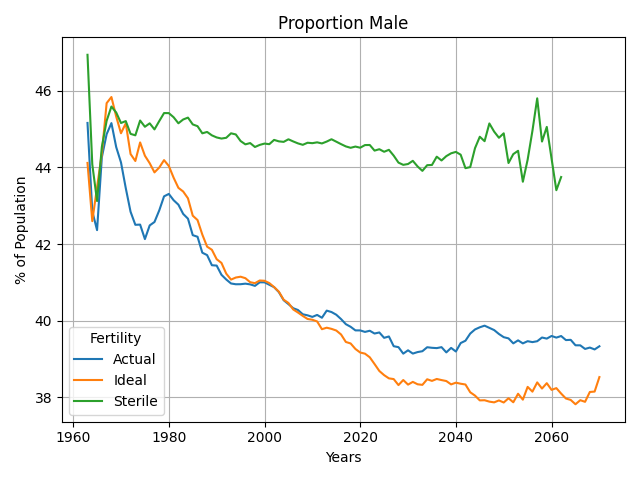 Proportion Male
% of Population
46
44
42
40
38
Fertility
Actual
Ideal
Sterile
1960 1980 2000 2020 2040 2060
Years